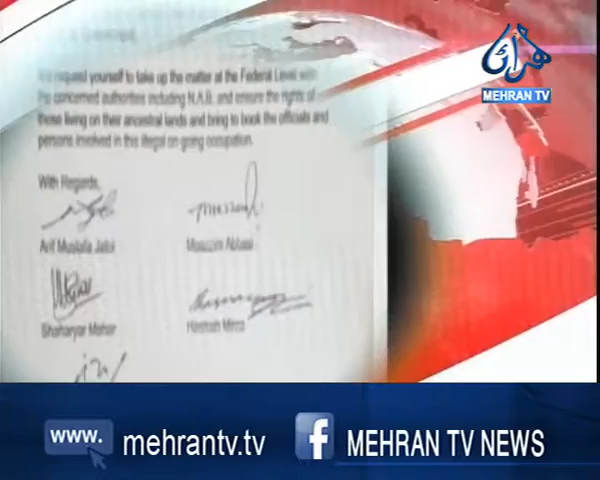 مهراڻ
MEHRAN TV
request yourself to take up the matter at the Federal Level with
the concerned authorities including N.A.B. and ensure the rights of
those living on their ancestral lands and bring to book the officials and
persons involved in this illegal on going occupation.
With Regards,
Arif Mustafa Jatoi
Abbasi
Shaharyar Mahar
Hasnain Mirza
www. mehrantv.tv
f MEHRAN TV NEWS